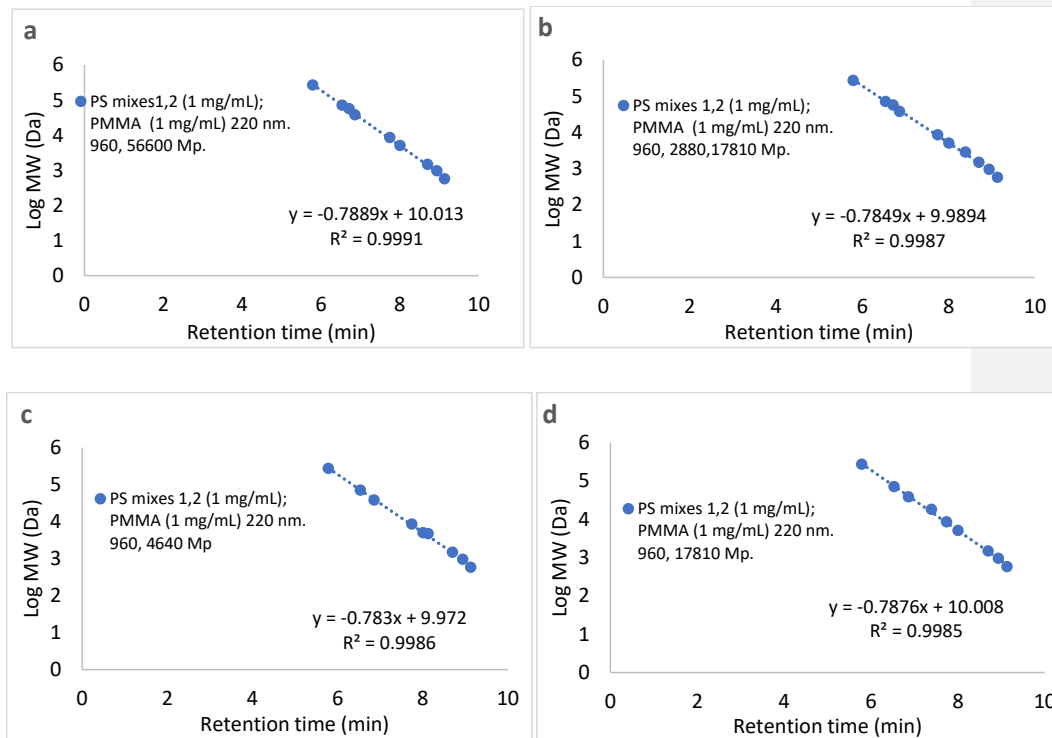 a
6
5
4
3
2
1
0
Log MW (Da)
PS mixes1,2 (1 mg/mL);
PMMA (1 mg/mL) 220 nm.
960, 56600 Mp.
y = -0.7889x + 10.013
R² = 0.9991
0 2 4 6 8 10
Retention time (min)
b
6
5
4
3
2
1
0
Log MW (Da)
PS mixes 1,2 (1 mg/mL);
PMMA (1 mg/mL) 220 nm.
960, 2880,17810 Mp.
y = -0.7849x + 9.9894
R² = 0.9987
0 2 4 6 8 10
Retention time (min)
c
6
5
4
3
2
1
0
Log MW (Da)
PS mixes 1,2 (1 mg/mL);
PMMA (1 mg/mL) 220 nm.
960, 4640 Mp
y = -0.783x + 9.972
R² = 0.9986
0 2 4 6 8 10
Retention time (min)
d
6
5
4
3
2
1
0
Log MW (Da)
PS mixes 1,2 (1 mg/mL);
PMMA (1 mg/mL) 220 nm.
960, 17810 Mp.
y = -0.7876x + 10.008
R² = 0.9985
0 2 4 6 8 10
Retention time (min)